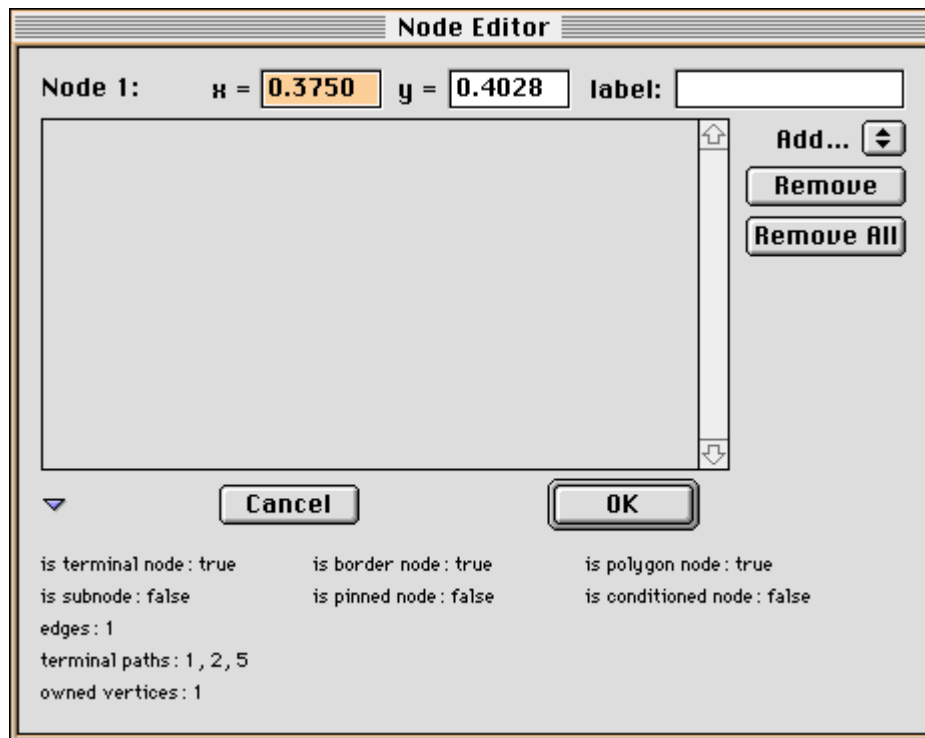 Node Editor
Node 1: x = 0.3750 y = 0.4028 label:
Add...
Remove
Remove All
Cancel OK
is terminal node : true is border node : true is polygon node : true
is subnode : false is pinned node : false is conditioned node : false
edges : 1
terminal paths : 1 , 2 , 5
owned vertices : 1